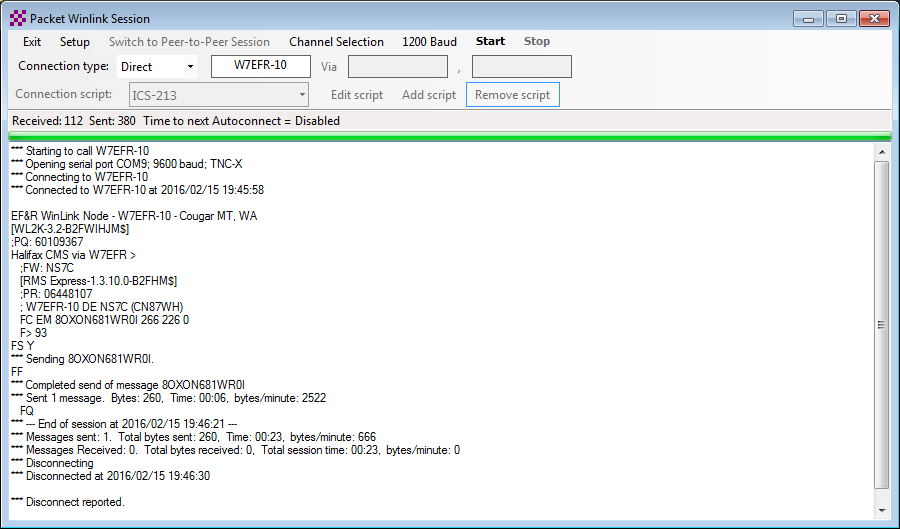 Packet Winlink Session
Exit Setup Switch to Peer-to-Peer Session Channel Selection 1200 Baud Start Stop
Connection type: Direct W7EFR-10 Via ,
Connection script: ICS-213 Edit script Add script Remove script
Received: 112 Sent: 380 Time to next Autoconnect = Disabled
*** Starting to call W7EFR-10
*** Opening serial port COM9; 9600 baud; TNC-X
*** Connecting to W7EFR-10
*** Connected to W7EFR-10 at 2016/02/15 19:45:58
EF&R WinLink Node - W7EFR-10 - Cougar MT, WA
[WL2K-3.2-B2FWIHJM$]
;PQ: 60109367
Halifax CMS via W7EFR >
;FW: NS7C
[RMS Express-1.3.10.0-B2FHM$]
;PR: 06448107
; W7EFR-10 DE NS7C (CN87WH)
FC EM 8OXON681WR0I 266 226 0
F> 93
FS Y
*** Sending 8OXON681WR0I.
FF
*** Completed send of message 8OXON681WR0I
*** Sent 1 message. Bytes: 260, Time: 00:06, bytes/minute: 2522
FQ
*** --- End of session at 2016/02/15 19:46:21 ---
*** Messages sent: 1. Total bytes sent: 260, Time: 00:23, bytes/minute: 666
*** Messages Received: 0. Total bytes received: 0, Total session time: 00:23, bytes/minute: 0
*** Disconnecting
*** Disconnected at 2016/02/15 19:46:30
*** Disconnect reported.